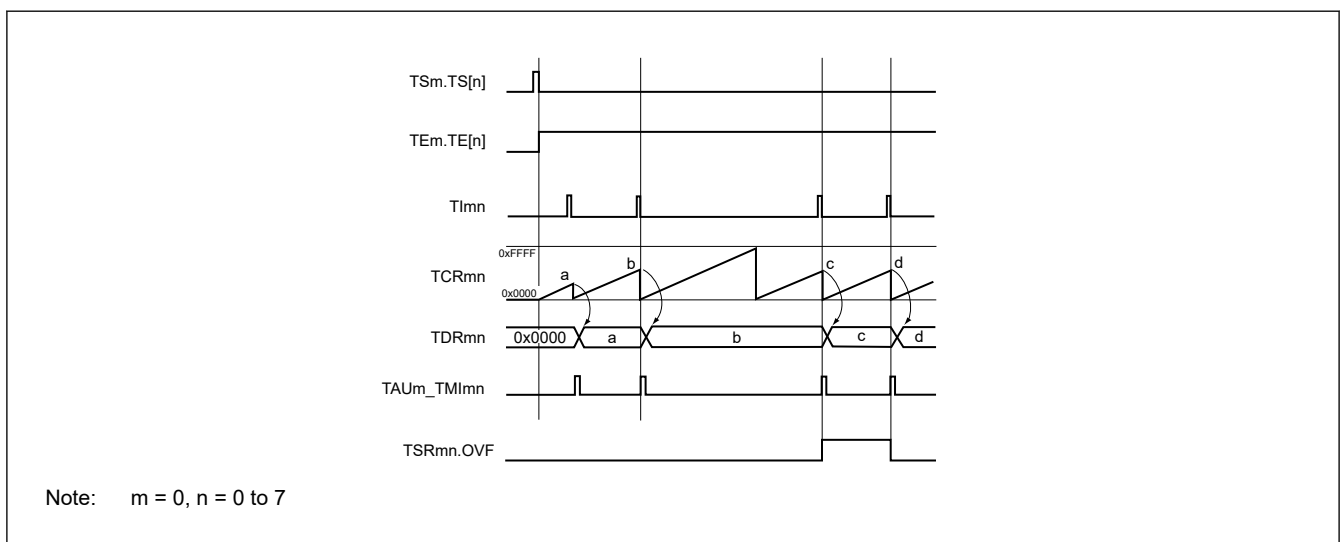 TSm.TS[n]
TEm.TE[n]
TImn
0xFFFF
TCRmn
a
b
c
d
0x0000
TDRmn
0x0000
a
b
c
d
TAUm_TMImn
TSRmn.OVF
Note: m = 0, n = 0 to 7